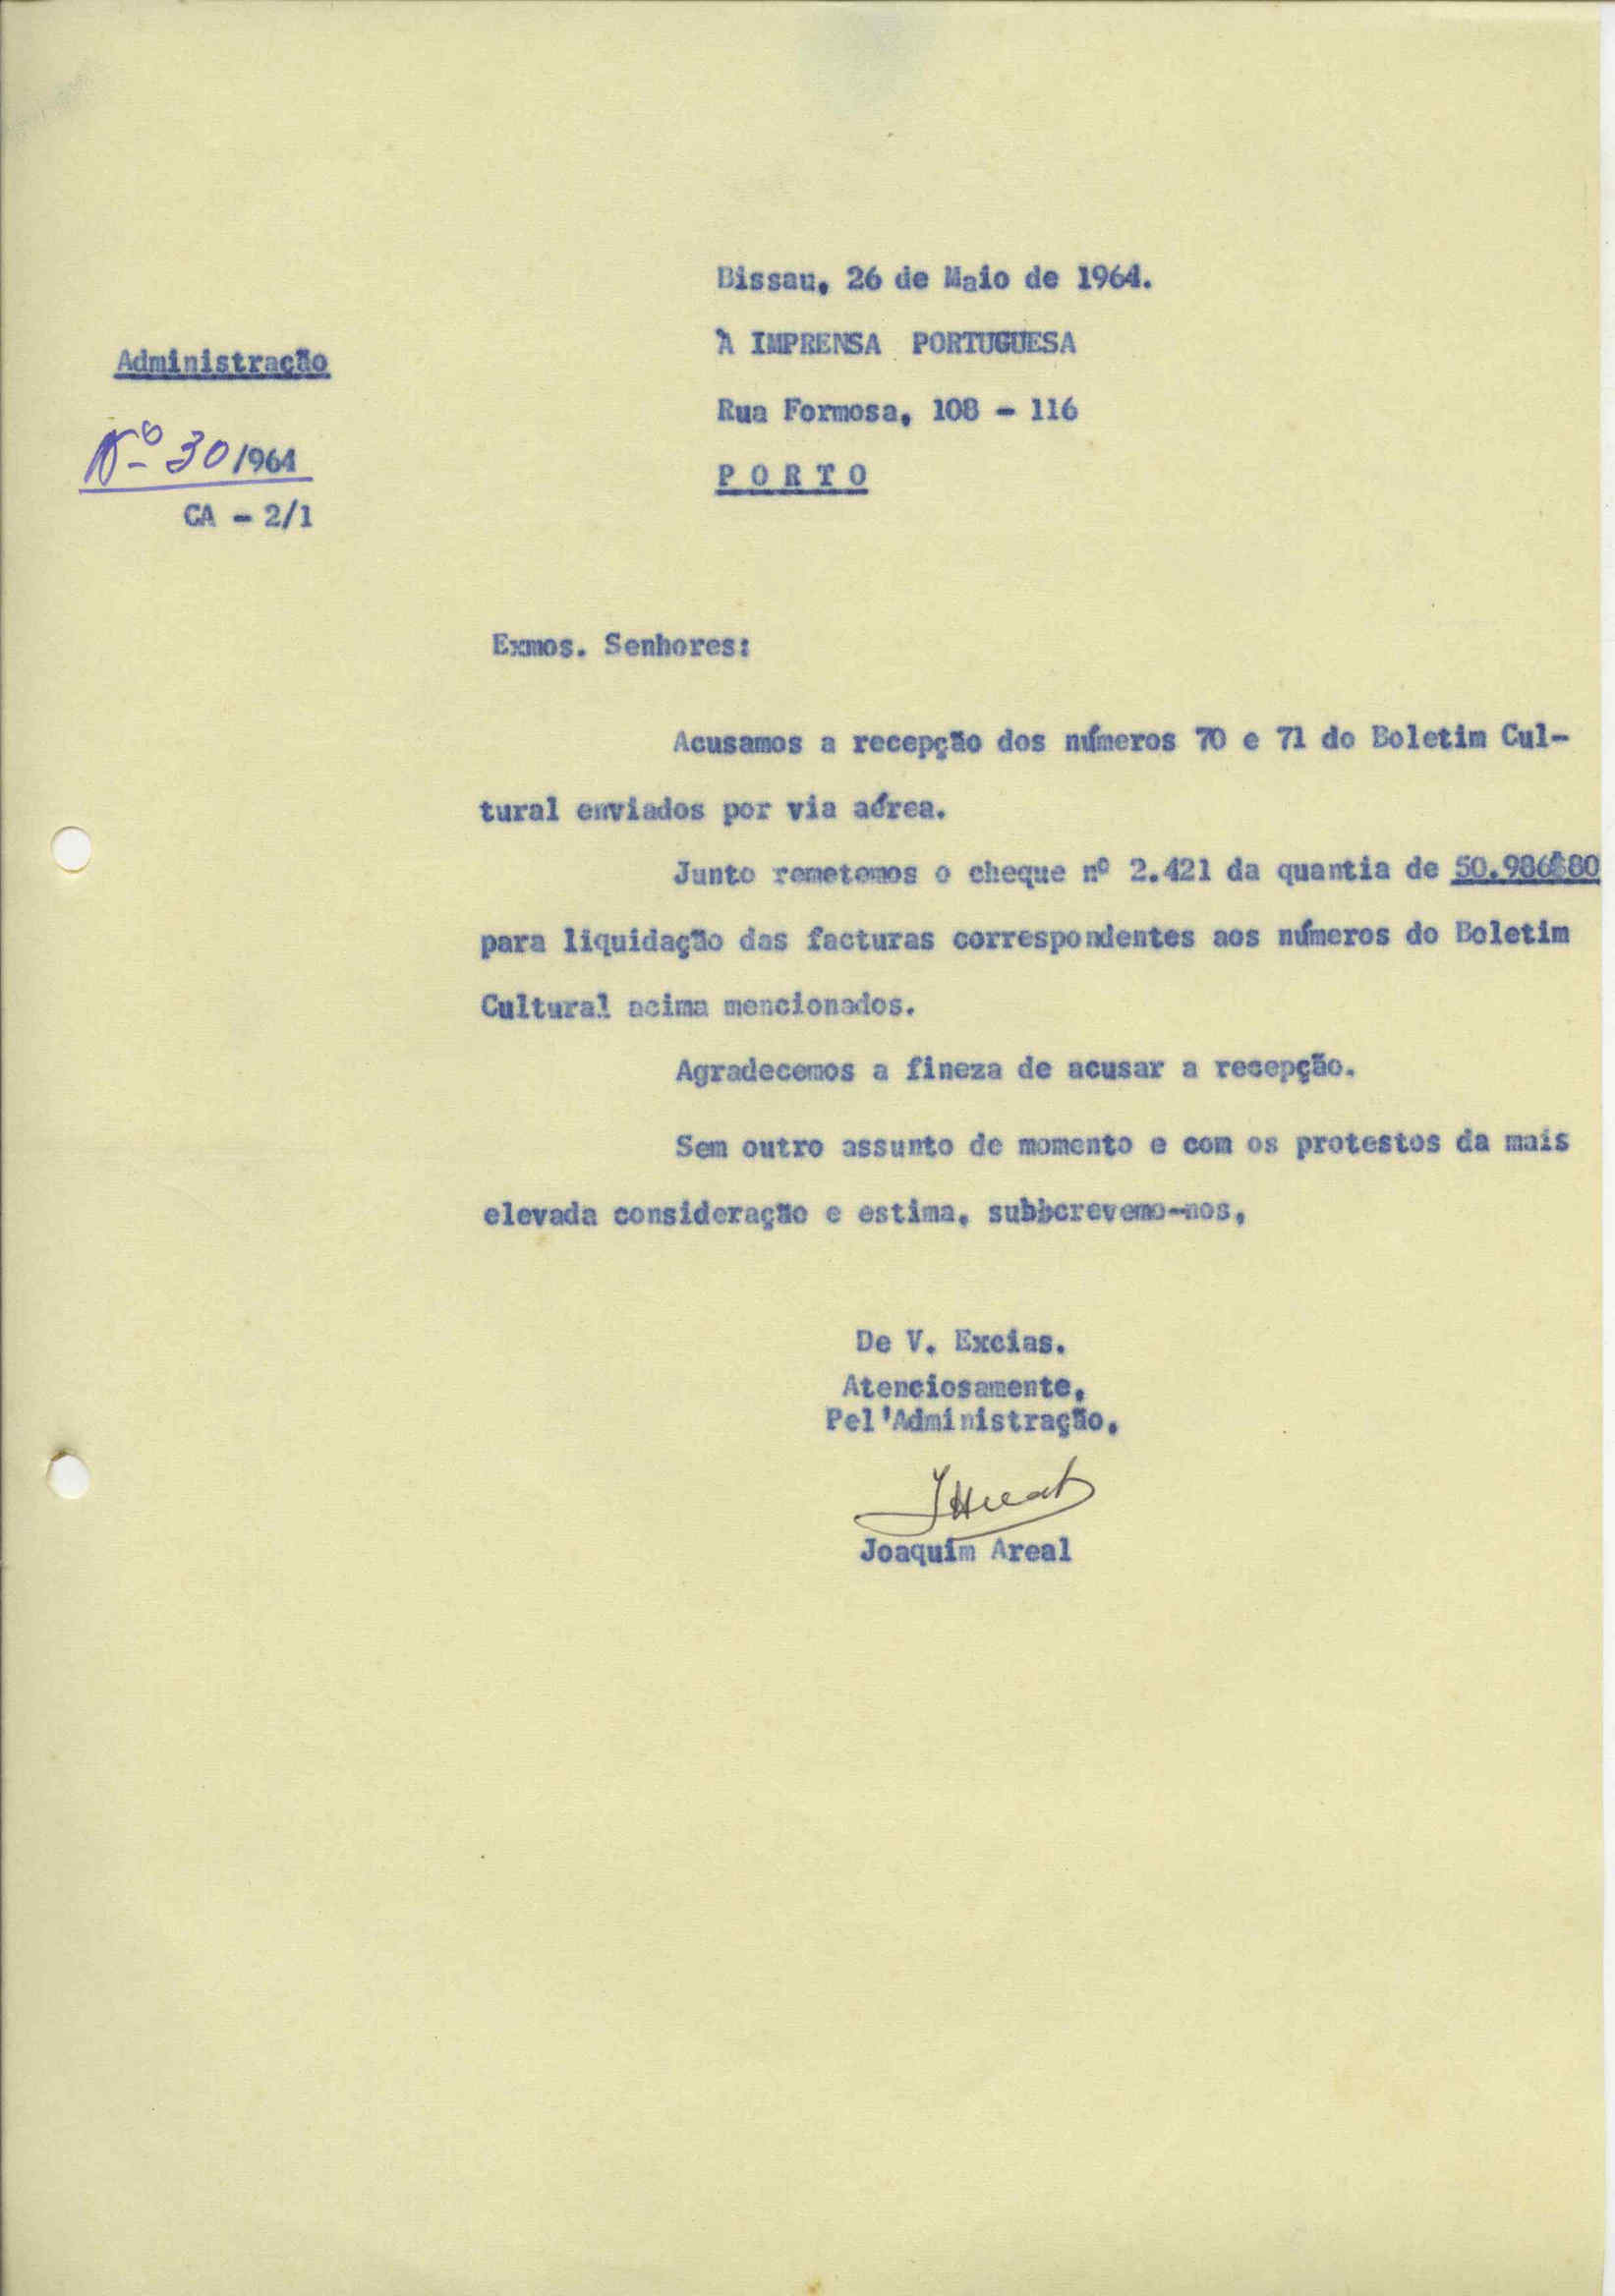 Bissau, 26 de Maio de 1964.
À IMPRENSA PORTUGUESA
Administração
Rua Formosa, 108 - 116
Nº 30/964
PORTO
CA - 2/1
Exmos. Senhores:
Acusamos a recepção dos números 70 e 71 do Boletim Cul-
tural enviados por via aérea.
Junto remetemos o cheque nº 2.421 da quantia de 50.986$80
para liquidação das facturas correspondentes aos números do Boletim
Cultural acima mencionados.
Agradecemos a fineza de acusar a recepção.
Sem outro assunto de momento e com os protestos da mais
elevada consideração e estima, subbcrevemo-nos,
De V. Excias.
Atenciosamente,
Pel'Administração,
Joaquim Areal